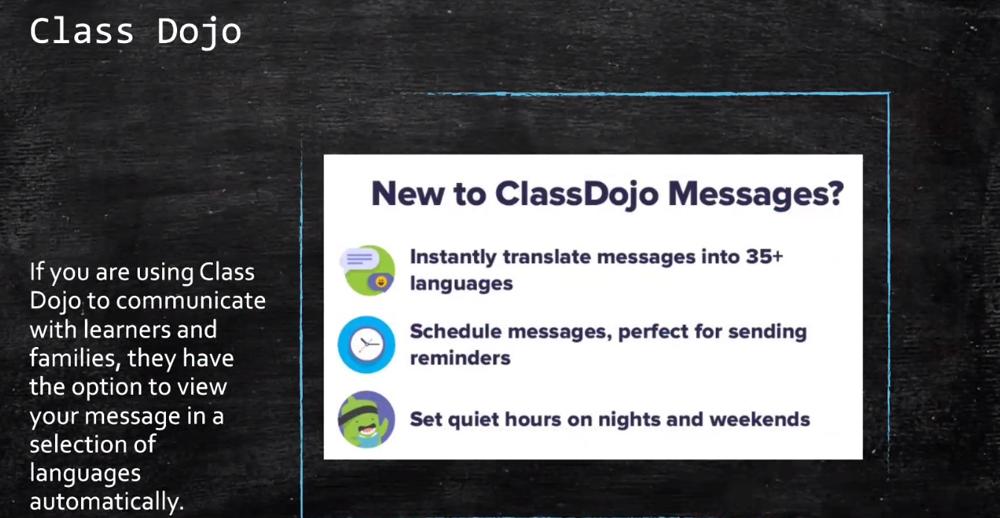 Class Dojo
If you are using Class
Dojo to communicate
with learners and
families, they have
the option to view
your message in a
selection of
languages
automatically.
New to ClassDojo Messages?
Instantly translate messages into 35+
languages
Schedule messages, perfect for sending
reminders
Set quiet hours on nights and weekends